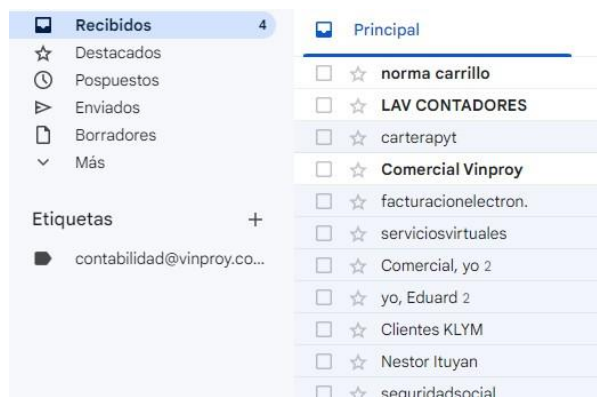 Recibidos 4
Destacados
Pospuestos
Enviados
Borradores
Más
Etiquetas +
contabilidad@vinproy.co...
Principal
norma carrillo
LAV CONTADORES
carterapyt
Comercial Vinproy
facturacionelectron.
serviciosvirtuales
Comercial, yo 2
yo, Eduard 2
Clientes KLYM
Nestor Ituyan
seguridadsocial